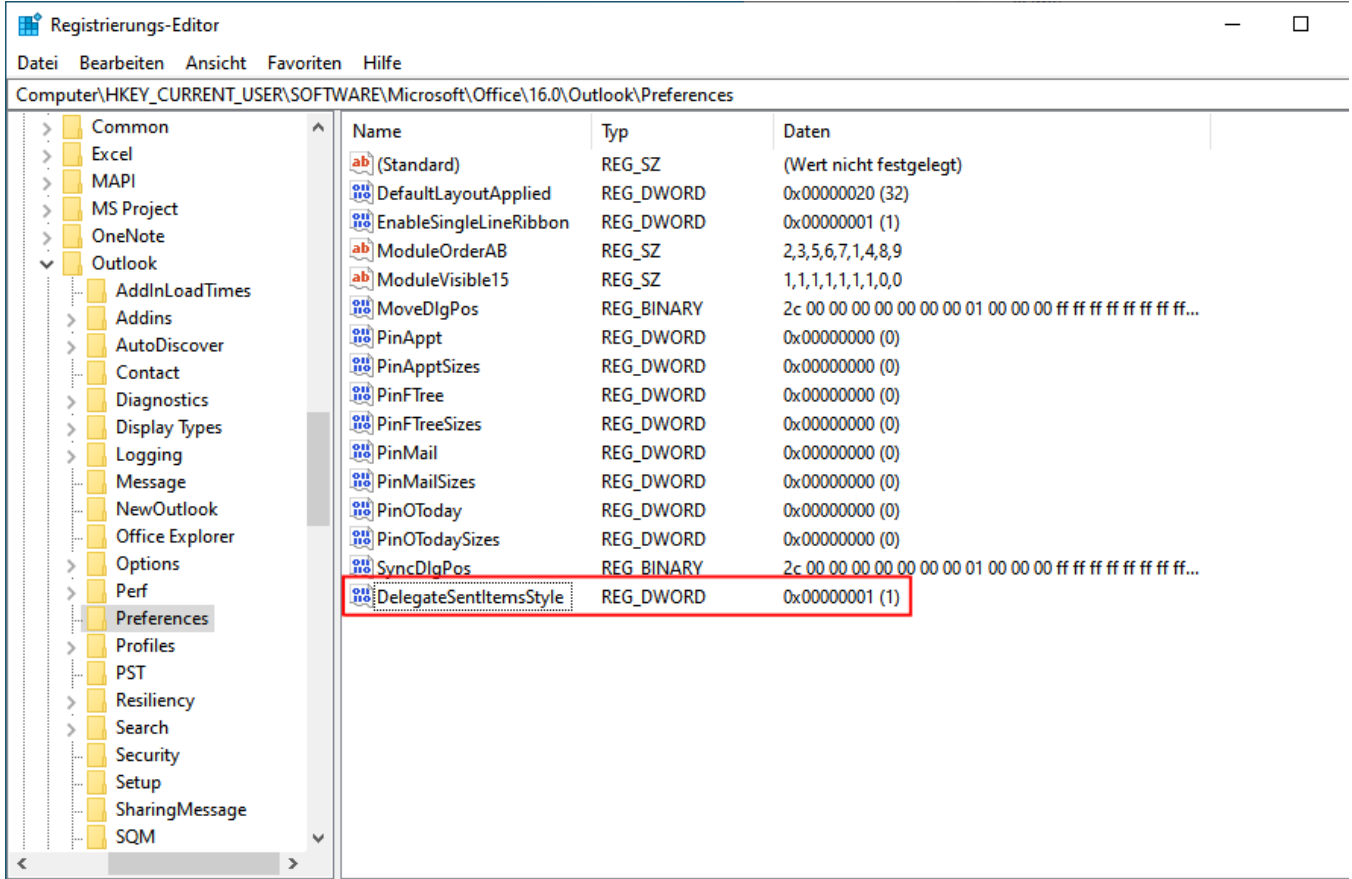 Registrierungs-Editor
Datei Bearbeiten Ansicht Favoriten Hilfe
Computer\HKEY_CURRENT_USER\SOFTWARE\Microsoft\Office\16.0\Outlook\Preferences
Common
Excel
MAPI
MS Project
OneNote
Outlook
AddInLoadTimes
Addins
AutoDiscover
Contact
Diagnostics
Display Types
Logging
Message
NewOutlook
Office Explorer
Options
Perf
Preferences
Profiles
PST
Resiliency
Search
Security
Setup
SharingMessage
SQM
Name Typ Daten
(Standard) REG_SZ (Wert nicht festgelegt)
DefaultLayoutApplied REG_DWORD 0x00000020 (32)
EnableSingleLineRibbon REG_DWORD 0x00000001 (1)
ModuleOrderAB REG_SZ 2,3,5,6,7,1,4,8,9
ModuleVisible15 REG_SZ 1,1,1,1,1,1,1,0,0
MoveDlgPos REG_BINARY 2c 00 00 00 00 00 00 00 01 00 00 00 ff ff ff ff ff ff ff ff...
PinAppt REG_DWORD 0x00000000 (0)
PinApptSizes REG_DWORD 0x00000000 (0)
PinFTree REG_DWORD 0x00000000 (0)
PinFTreeSizes REG_DWORD 0x00000000 (0)
PinMail REG_DWORD 0x00000000 (0)
PinMailSizes REG_DWORD 0x00000000 (0)
PinOToday REG_DWORD 0x00000000 (0)
PinOTodaySizes REG_DWORD 0x00000000 (0)
SyncDlgPos REG_BINARY 2c 00 00 00 00 00 00 00 01 00 00 00 ff ff ff ff ff ff ff ff...
DelegateSentItemsStyle REG_DWORD 0x00000001 (1)